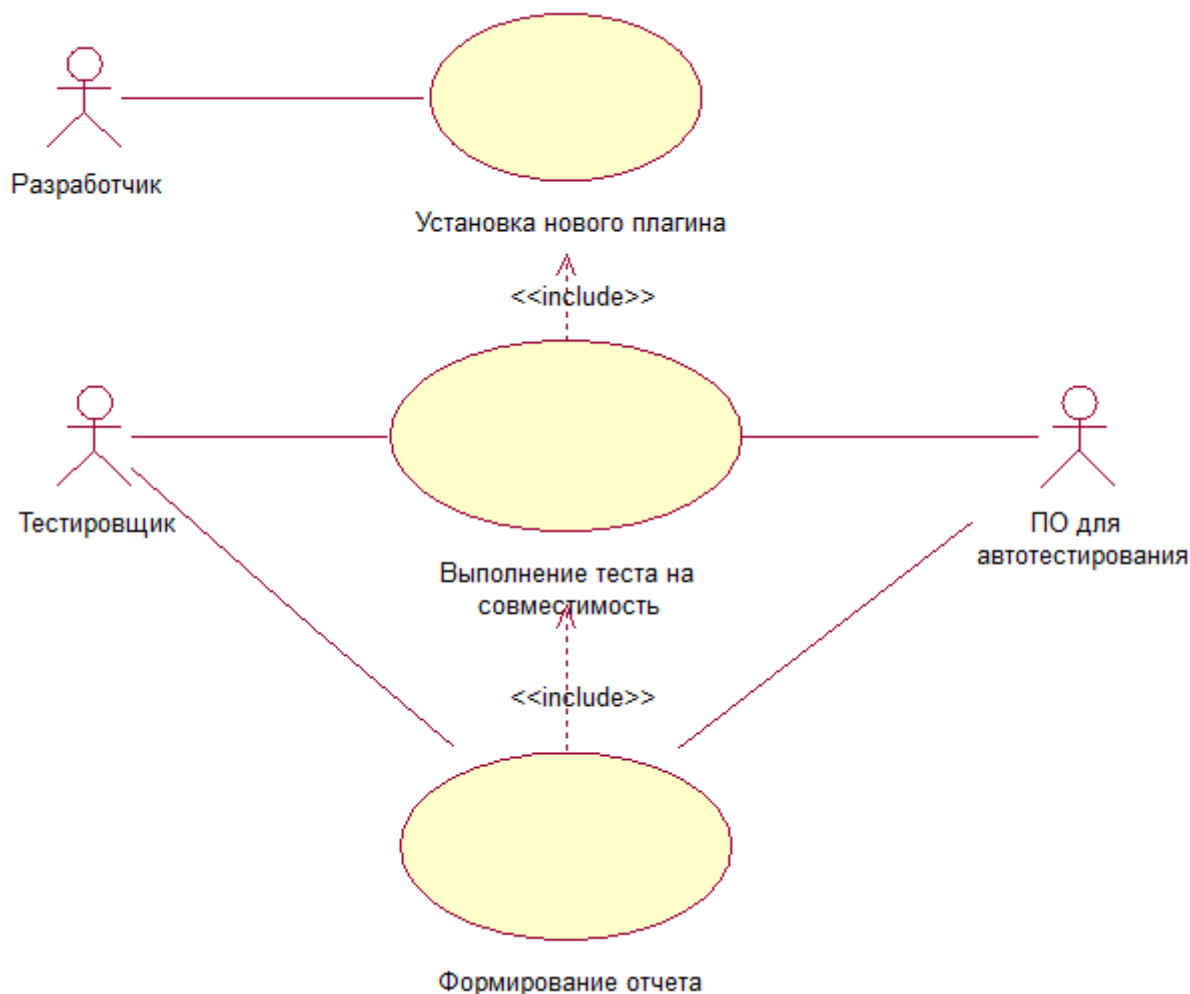 Разработчик
Установка нового плагина
<<include>>
Тестировщик
Выполнение теста на
совместимость
ПО для
автотестирования
<<include>>
Формирование отчета